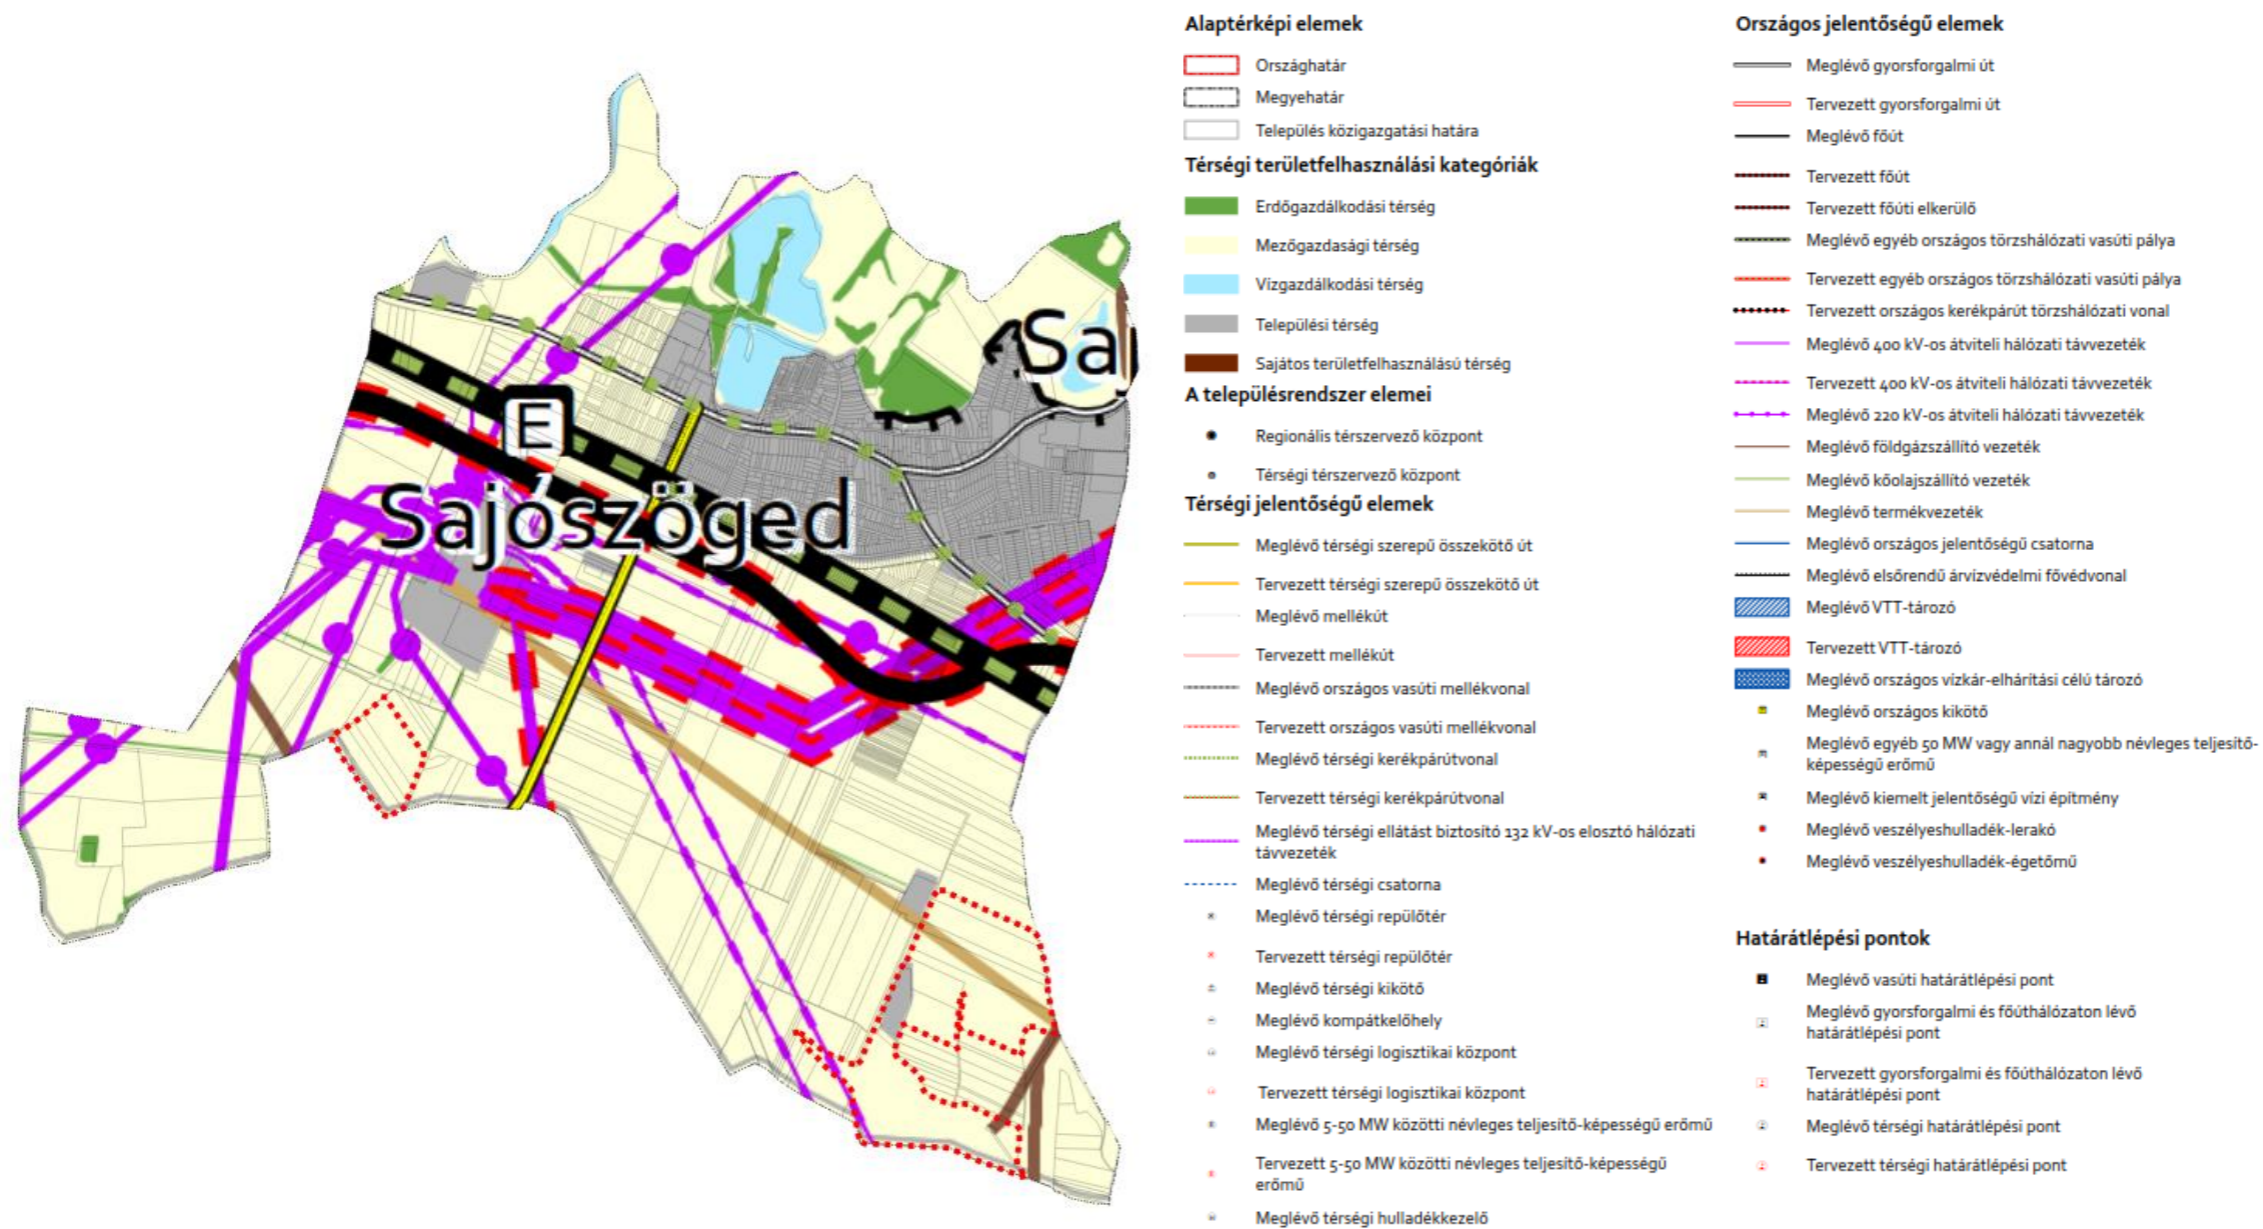 Sa
E
Sajószöged
Alaptérképi elemek
Országhatár
Megyehatár
Település közigazgatási határa
Térségi területfelhasználási kategóriák
Erdőgazdálkodási térség
Mezőgazdasági térség
Vízgazdálkodási térség
Települési térség
Sajátos területfelhasználású térség
A településrendszer elemei
Regionális térszervező központ
Térségi térszervező központ
Térségi jelentőségű elemek
Meglévő térségi szerepű összekötő út
Tervezett térségi szerepű összekötő út
Meglévő mellékút
Tervezett mellékút
Meglévő országos vasúti mellékvonal
Tervezett országos vasúti mellékvonal
Meglévő térségi kerékpárútvonal
Tervezett térségi kerékpárútvonal
Meglévő térségi ellátást biztosító 132 kV-os elosztó hálózati
távvezeték
Meglévő térségi csatorna
Meglévő térségi repülőtér
Tervezett térségi repülőtér
Meglévő térségi kikötő
Meglévő kompátkelőhely
Meglévő térségi logisztikai központ
Tervezett térségi logisztikai központ
Meglévő 5-50 MW közötti névleges teljesítő-képességű erőmű
Tervezett 5-50 MW közötti névleges teljesítő-képességű
erőmű
Meglévő térségi hulladékkezelő
Országos jelentőségű elemek
Meglévő gyorsforgalmi út
Tervezett gyorsforgalmi út
Meglévő főút
Tervezett főút
Tervezett főúti elkerülő
Meglévő egyéb országos törzshálózati vasúti pálya
Tervezett egyéb országos törzshálózati vasúti pálya
Tervezett országos kerékpárút törzshálózati vonal
Meglévő 400 kV-os átviteli hálózati távvezeték
Tervezett 400 kV-os átviteli hálózati távvezeték
Meglévő 220 kV-os átviteli hálózati távvezeték
Meglévő földgázszállító vezeték
Meglévő kőolajszállító vezeték
Meglévő termékvezeték
Meglévő országos jelentőségű csatorna
Meglévő elsőrendű árvízvédelmi fővédvonal
Meglévő VTT-tározó
Tervezett VTT-tározó
Meglévő országos vízkár-elhárítási célú tározó
Meglévő országos kikötő
Meglévő egyéb 50 MW vagy annál nagyobb névleges teljesítő-
képességű erőmű
Meglévő kiemelt jelentőségű vízi építmény
Meglévő veszélyeshulladék-lerakó
Meglévő veszélyeshulladék-égetőmű
Határátlépési pontok
Meglévő vasúti határátlépési pont
Meglévő gyorsforgalmi és főúthálózaton lévő
határátlépési pont
Tervezett gyorsforgalmi és főúthálózaton lévő
határátlépési pont
Meglévő térségi határátlépési pont
Tervezett térségi határátlépési pont